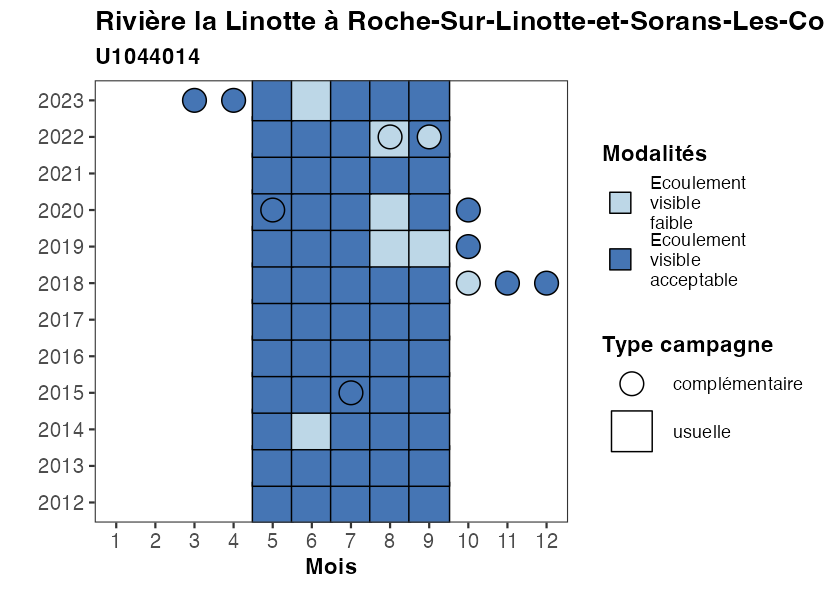 Rivière la Linotte à Roche-Sur-Linotte-et-Sorans-Les-Co
U1044014
2023
2022
2021
2020
2019
2018
2017
2016
2015
2014
2013
2012
1 2 3 4 5 6 7 8 9 10 11 12
Mois
Modalités
Ecoulement
visible
faible
Ecoulement
visible
acceptable
Type campagne
complémentaire
usuelle